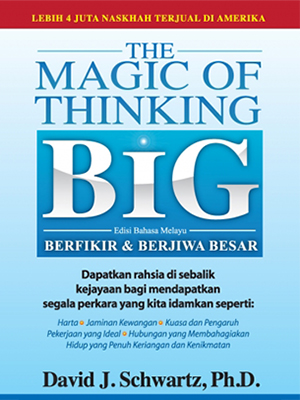 LEBIH 4 JUTA NASKHAH TERJUAL DI AMERIKA
THE
MAGIC OF
THINKING
BIG
Edisi Bahasa Melayu
BERFIKIR & BERJIWA BESAR
Dapatkan rahsia di sebalik
kejayaan bagi mendapatkan
segala perkara yang kita idamkan seperti:
Harta • Jaminan Kewangan • Kuasa dan Pengaruh
Pekerjaan yang Ideal • Hubungan yang Membahagiakan
Hidup yang Penuh Keriangan dan Kenikmatan
David J. Schwartz, Ph.D.